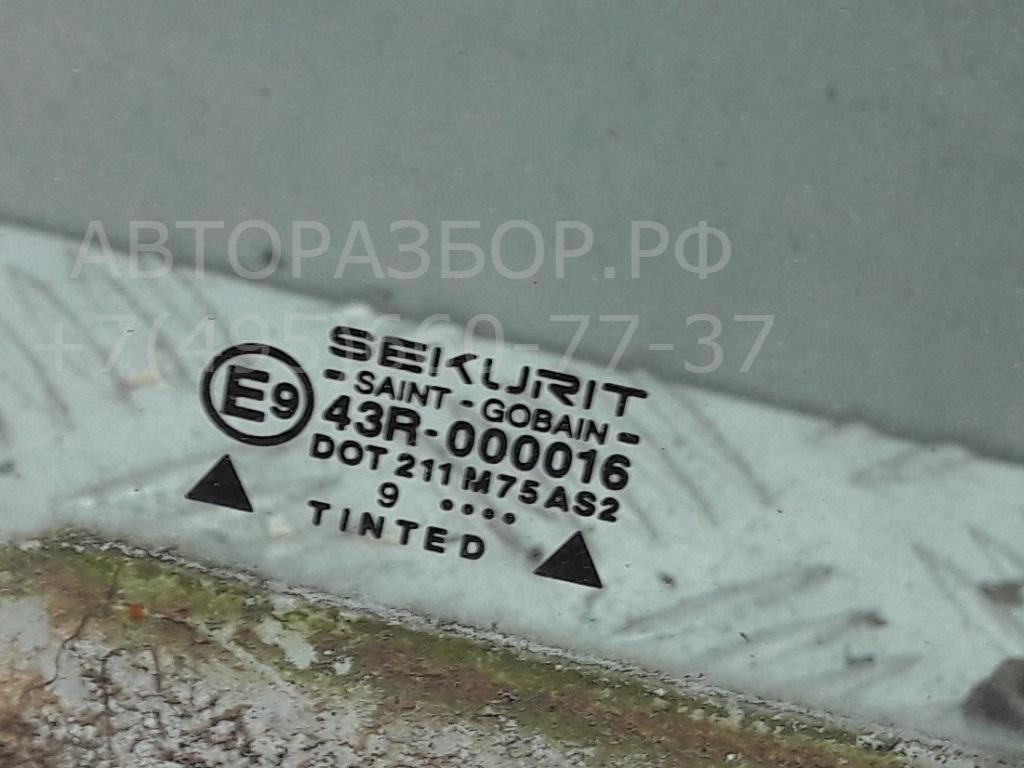 АВТОРАЗБОР.РФ
+7(495)660-77-37
SEKURIT
- SAINT - GOBAIN -
E9
43R-000016
DOT 211 M75 AS2
9 ....
TINTED